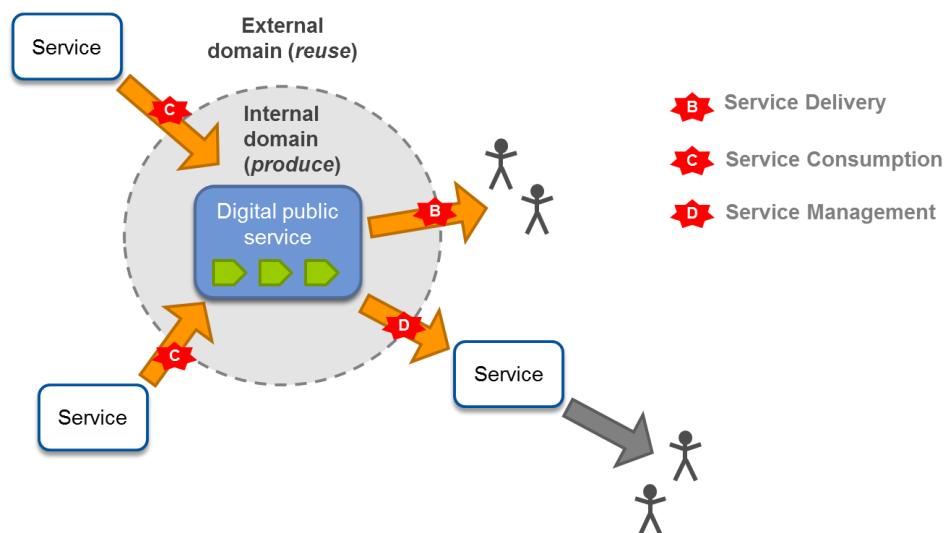 Service
External
domain (reuse)
C
Internal
domain
(produce)
Digital public
service
B
D
C
Service
Service
B
Service Delivery
C
Service Consumption
D
Service Management